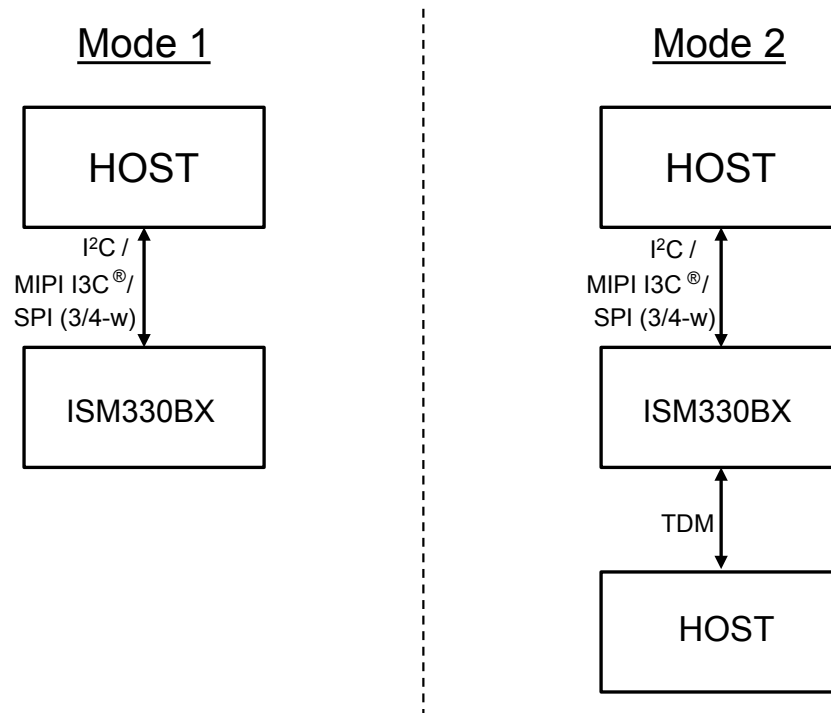 Mode 1
HOST
I²C /
MIPI I3C ®/
SPI (3/4-w)
ISM330BX
Mode 2
HOST
I²C /
MIPI I3C ®/
SPI (3/4-w)
ISM330BX
TDM
HOST